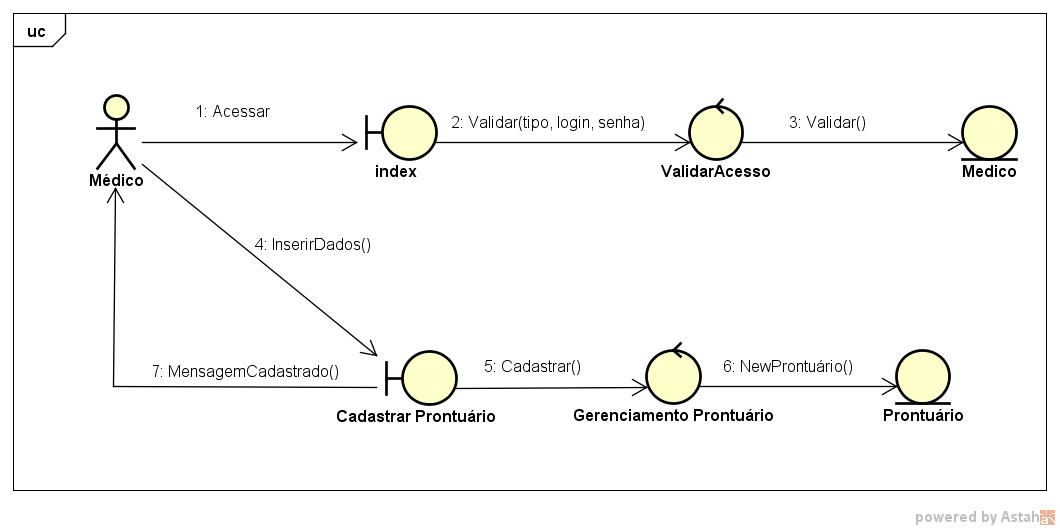 uc
1: Acessar
2: Validar(tipo, login, senha)
3: Validar()
Médico
index
ValidarAcesso
Medico
4: InserirDados()
7: MensagemCadastrado()
5: Cadastrar()
6: NewProntuário()
Cadastrar Prontuário
Gerenciamento Prontuário
Prontuário
powered by Astah